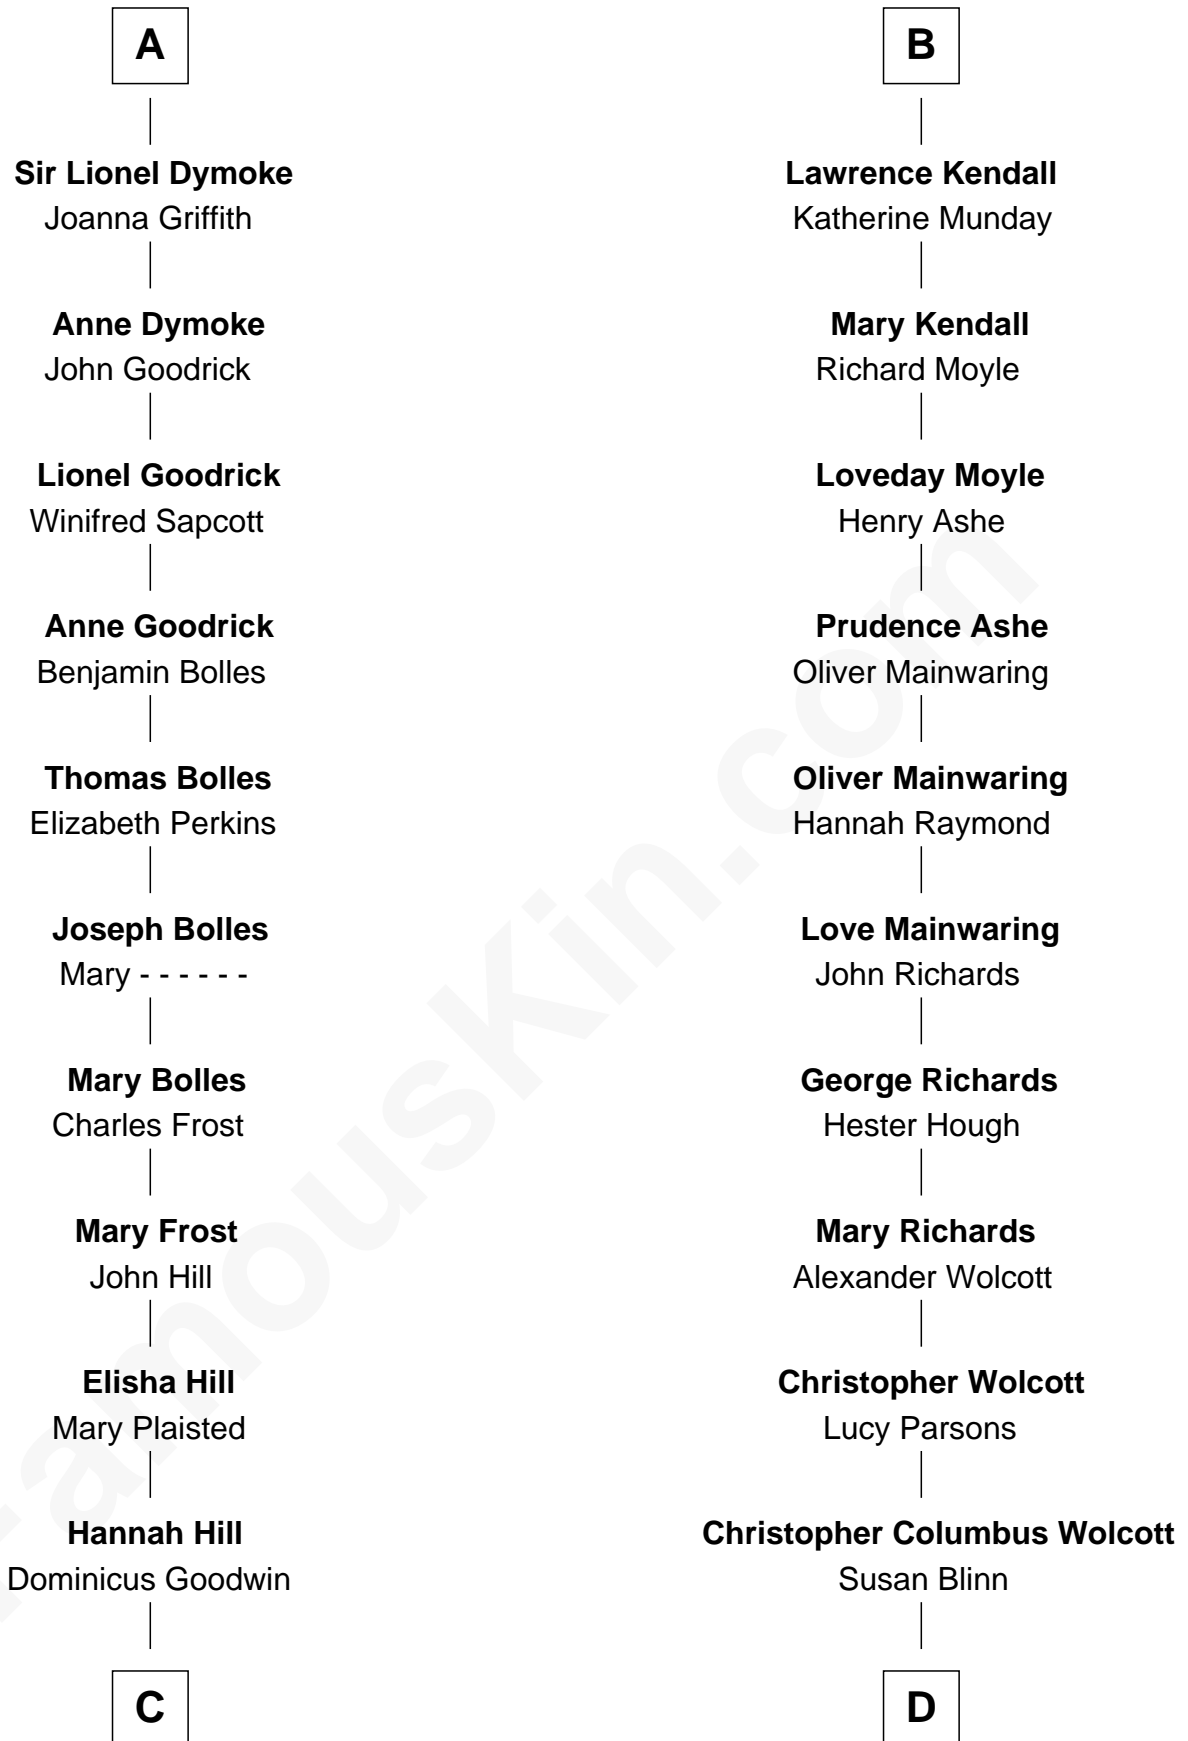 A
Sir Lionel Dymoke
Joanna Griffith
Anne Dymoke
John Goodrick
Lionel Goodrick
Winifred Sapcott
Anne Goodrick
Benjamin Bolles
Thomas Bolles
Elizabeth Perkins
Joseph Bolles
Mary - - - - - -
Mary Bolles
Charles Frost
Mary Frost
John Hill
Elisha Hill
Mary Plaisted
Hannah Hill
Dominicus Goodwin
C
B
Lawrence Kendall
Katherine Munday
Mary Kendall
Richard Moyle
Loveday Moyle
Henry Ashe
Prudence Ashe
Oliver Mainwaring
Oliver Mainwaring
Hannah Raymond
Love Mainwaring
John Richards
George Richards
Hester Hough
Mary Richards
Alexander Wolcott
Christopher Wolcott
Lucy Parsons
Christopher Columbus Wolcott
Susan Blinn
D
FamousKin.com